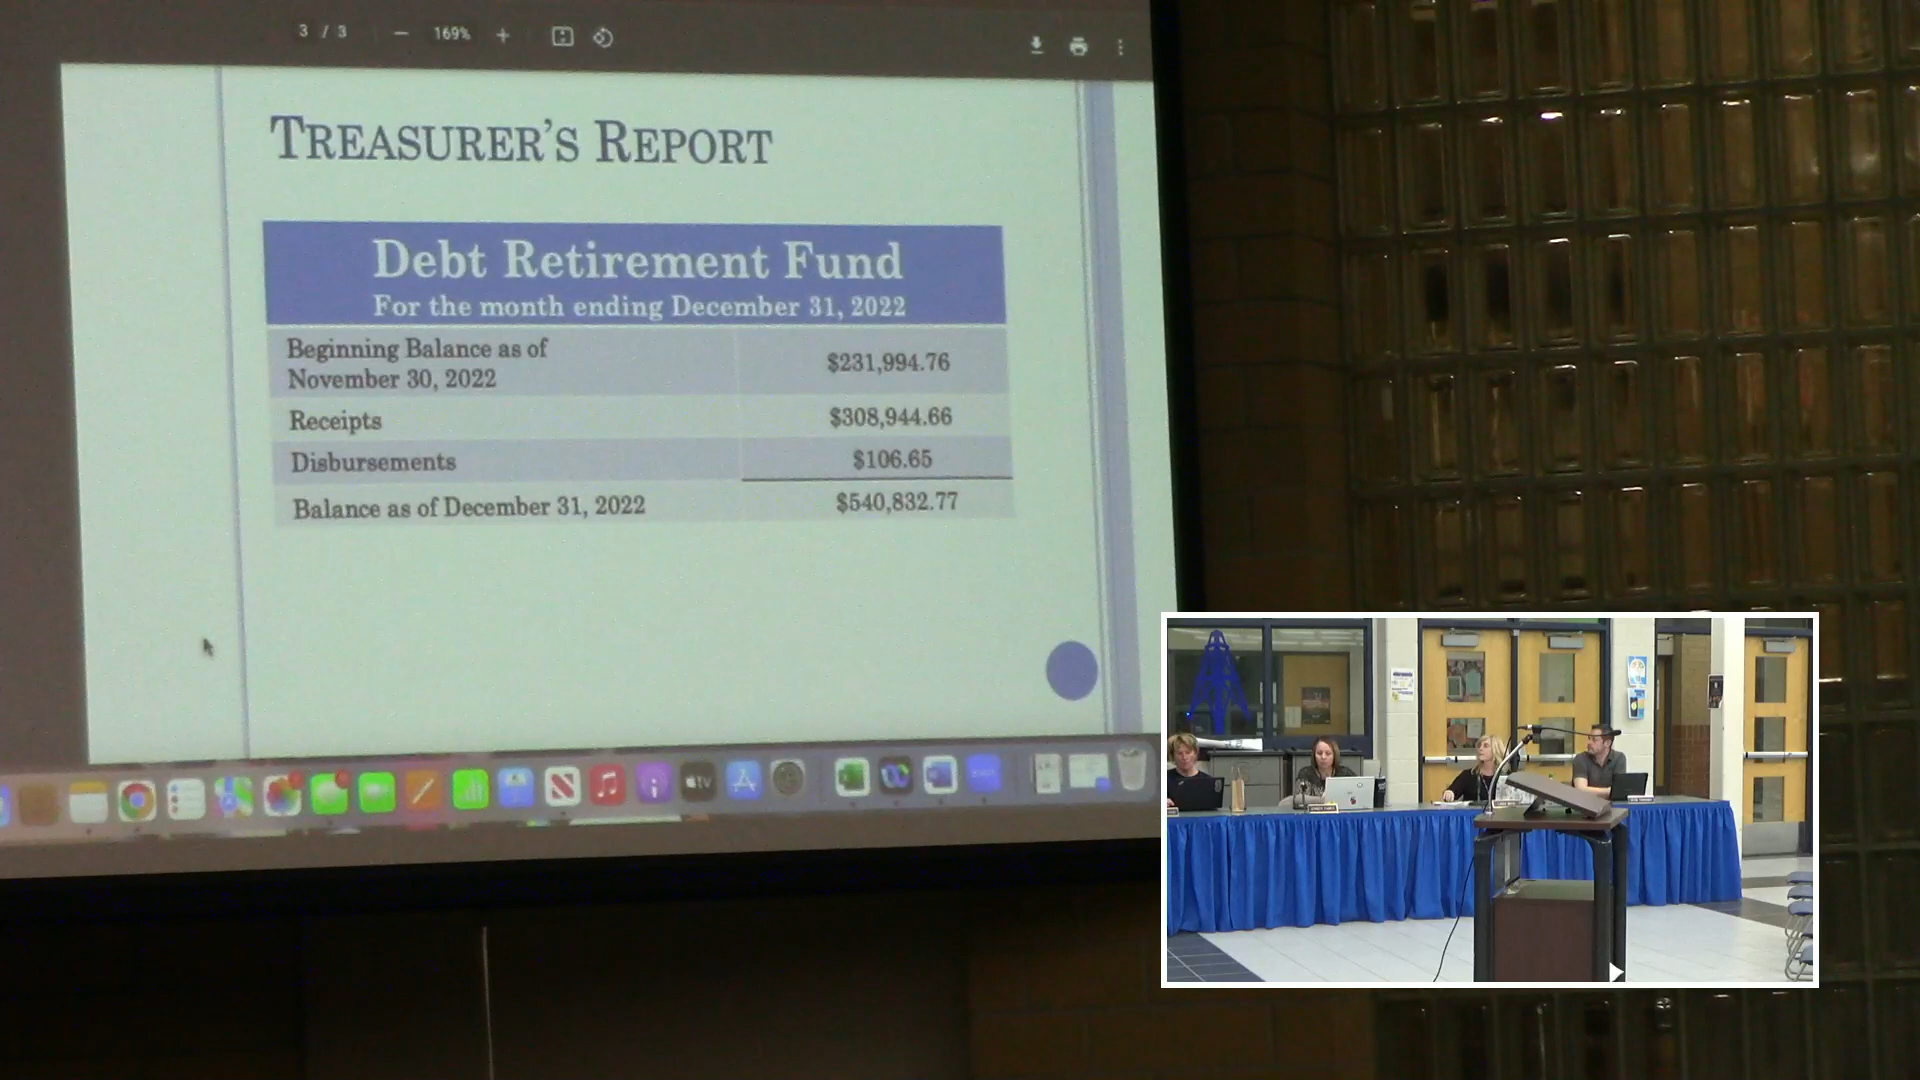 3 / 3
169%
TREASURER'S REPORT
Debt Retirement Fund
For the month ending December 31, 2022
Beginning Balance as of
November 30, 2022
$231,994.76
Receipts
$308,944.66
Disbursements
$106.65
Balance as of December 31, 2022
$540,832.77
tv